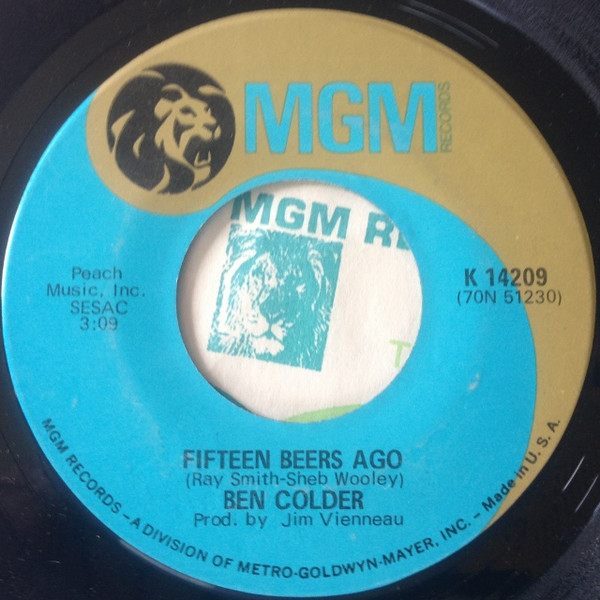 MGM
RECORDS
MGM RE
T
Peach
Music, Inc.
SESAC
3:09
K 14209
(70N 51230)
FIFTEEN BEERS AGO
(Ray Smith-Sheb Wooley)
BEN COLDER
Prod. by Jim Vienneau
MGM RECORDS – A DIVISION OF METRO-GOLDWYN-MAYER, INC. – Made in U. S. A.